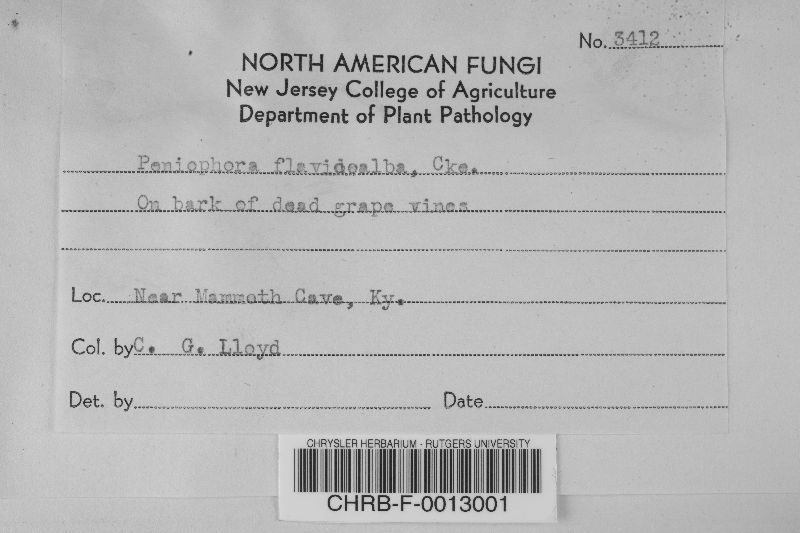 No. 3412
NORTH AMERICAN FUNGI
New Jersey College of Agriculture
Department of Plant Pathology
Peniophora flavidoalba, Cke.
On bark of dead grape vines
Loc. Near Mammoth Cave, Ky.
Col. by C. G. Lloyd
Det. by
Date
CHRYSLER HERBARIUM - RUTGERS UNIVERSITY
CHRB-F-0013001